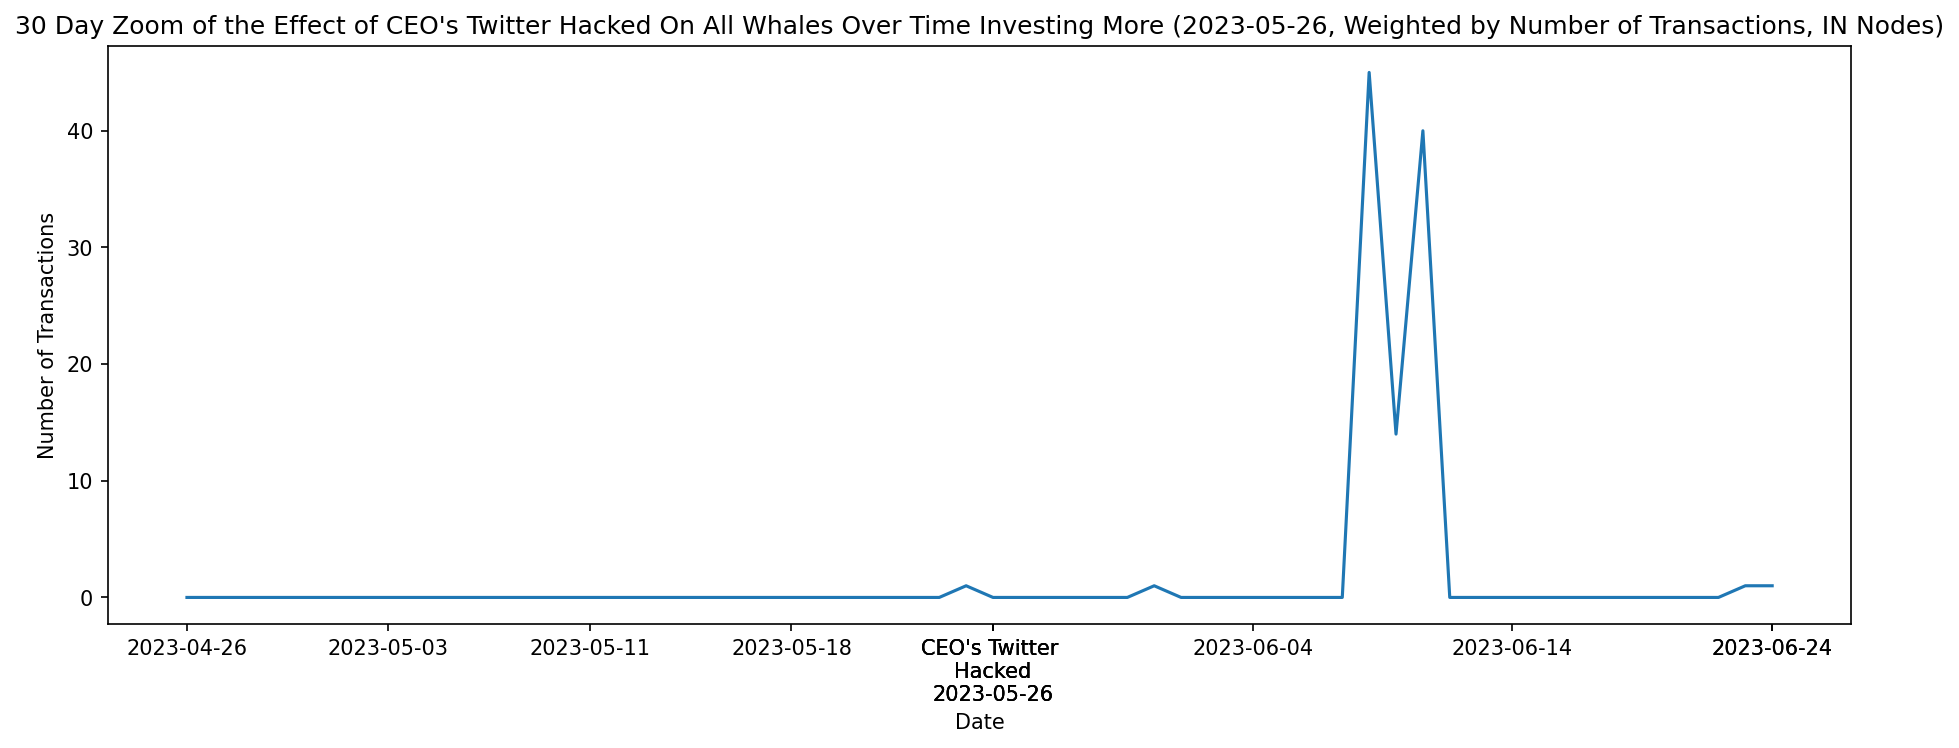 30 Day Zoom of the Effect of CEO's Twitter Hacked On All Whales Over Time Investing More (2023-05-26, Weighted by Number of Transactions, IN Nodes)
Number of Transactions
40
30
20
10
0
2023-04-26
2023-05-03
2023-05-11
2023-05-18
CEO's Twitter
Hacked
2023-05-26
2023-06-04
2023-06-14
2023-06-24
Date